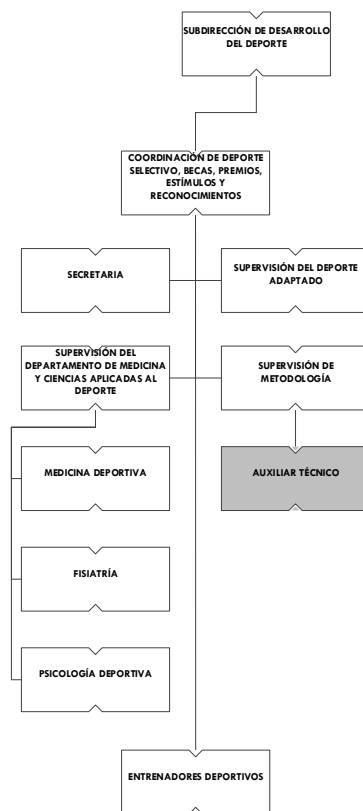 SUBDIRECCIÓN DE DESARROLLO
DEL DEPORTE
COORDINACIÓN DE DEPORTE
SELECTIVO, BECAS, PREMIOS,
ESTÍMULOS Y
RECONOCIMIENTOS
SECRETARIA
SUPERVISIÓN DEL DEPORTE
ADAPTADO
SUPERVISIÓN DEL
DEPARTAMENTO DE MEDICINA
Y CIENCIAS APLICADAS AL
DEPORTE
SUPERVISIÓN DE
METODOLOGÍA
MEDICINA DEPORTIVA
AUXILIAR TÉCNICO
FISIATRÍA
PSICOLOGÍA DEPORTIVA
ENTRENADORES DEPORTIVOS